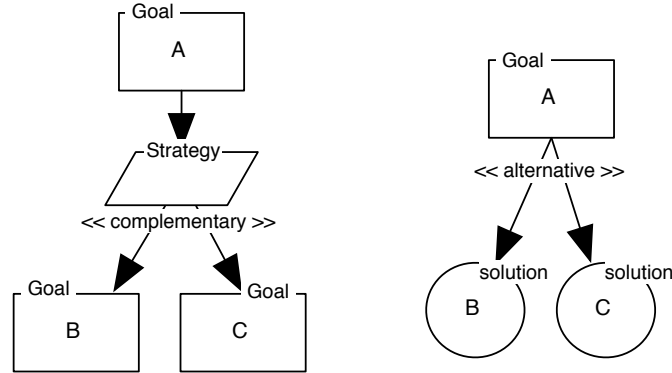 Goal
A
Strategy
<< complementary >>
Goal
B
Goal
C
Goal
A
<< alternative >>
solution
B
solution
C